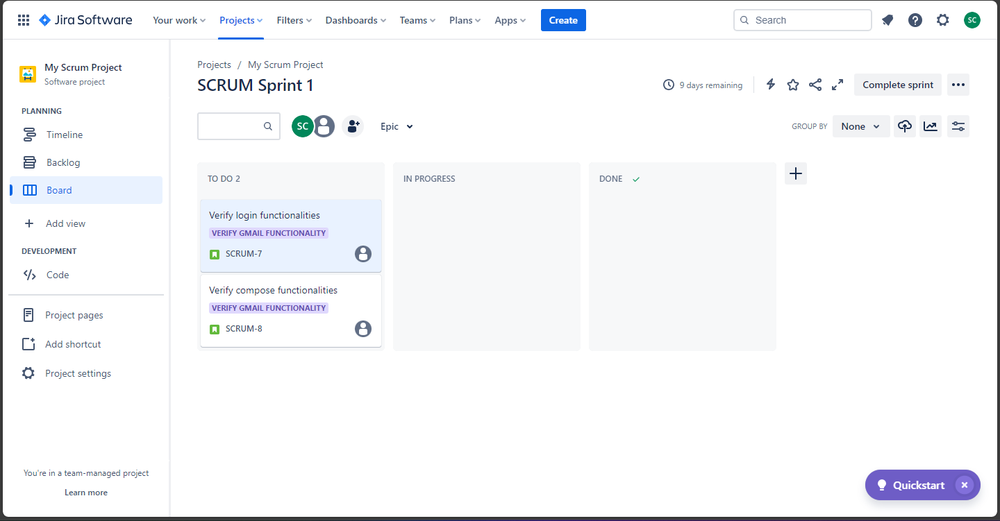 Jira Software
Your work
Projects
Filters
Dashboards
Teams
Plans
Apps
Create
Search
SC
My Scrum Project
Software project
PLANNING
Timeline
Backlog
Board
Add view
DEVELOPMENT
Code
Project pages
Add shortcut
Project settings
You're in a team-managed project
Learn more
Projects / My Scrum Project
SCRUM Sprint 1
9 days remaining
Complete sprint
SC
Epic
GROUP BY
None
TO DO 2
Verify login functionalities
VERIFY GMAIL FUNCTIONALITY
SCRUM-7
Verify compose functionalities
VERIFY GMAIL FUNCTIONALITY
SCRUM-8
IN PROGRESS
DONE
Quickstart